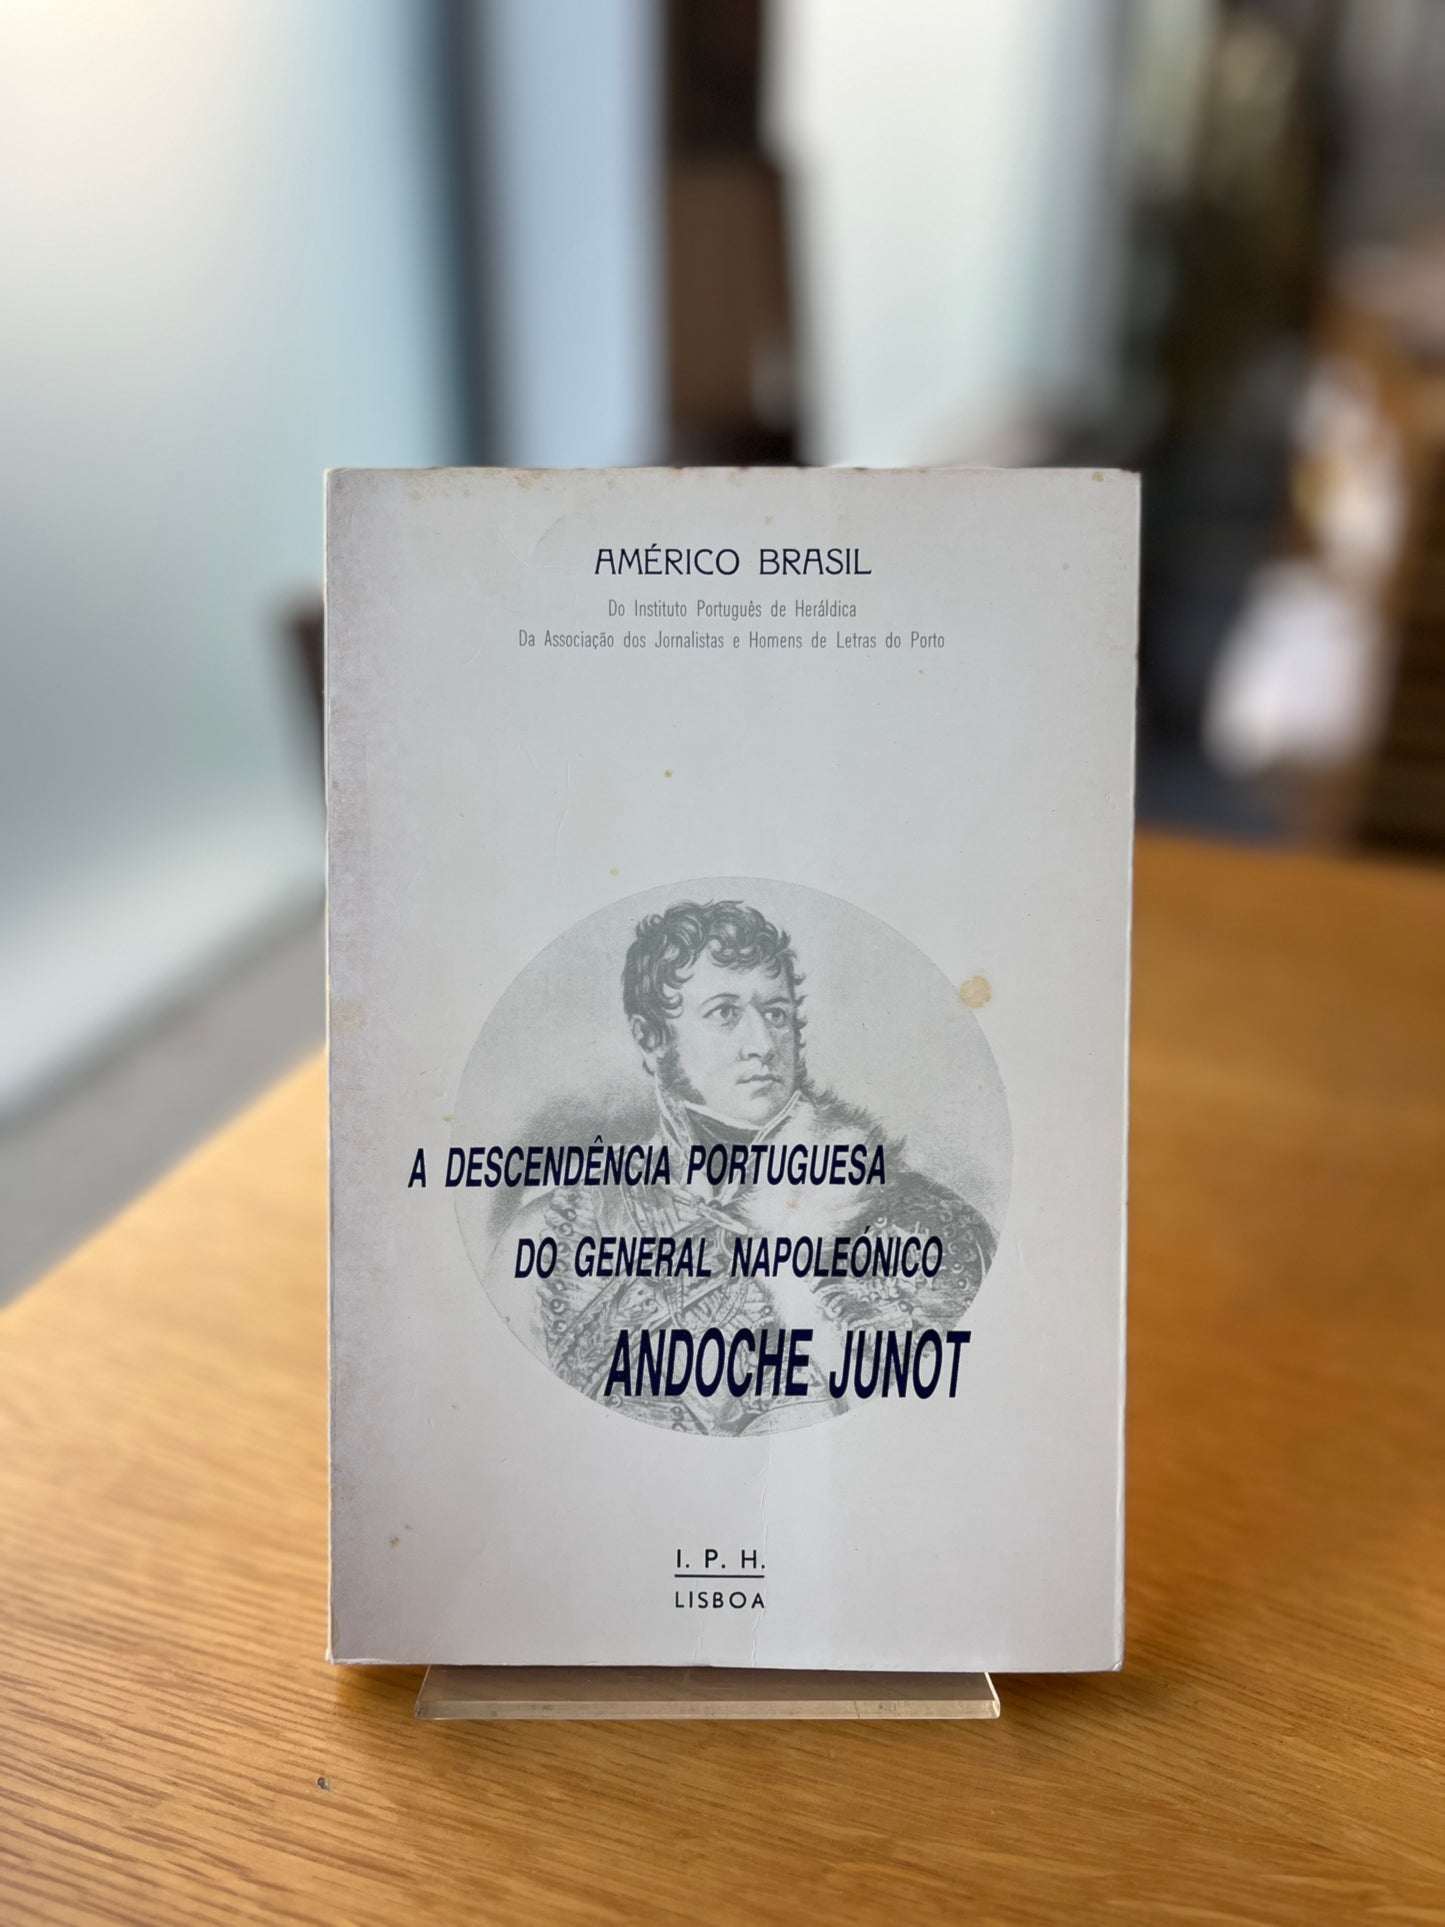 AMÉRICO BRASIL
Do Instituto Português de Heráldica
Da Associação dos Jornalistas e Homens de Letras do Porto
A DESCENDÊNCIA PORTUGUESA
DO GENERAL NAPOLEÓNICO
ANDOCHE JUNOT
I. P. H.
LISBOA